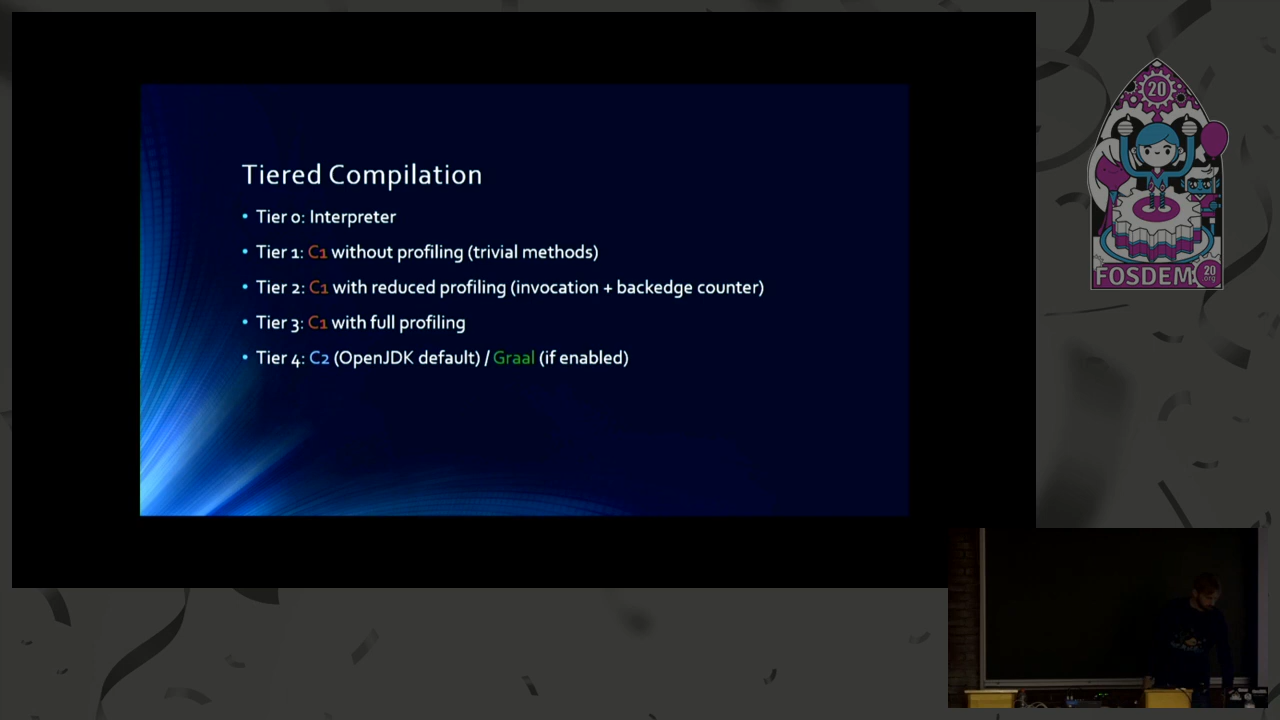 Tiered Compilation
• Tier 0: Interpreter
• Tier 1: C1 without profiling (trivial methods)
• Tier 2: C1 with reduced profiling (invocation + backedge counter)
• Tier 3: C1 with full profiling
• Tier 4: C2 (OpenJDK default) / Graal (if enabled)
20
FOSDEM
20
.org